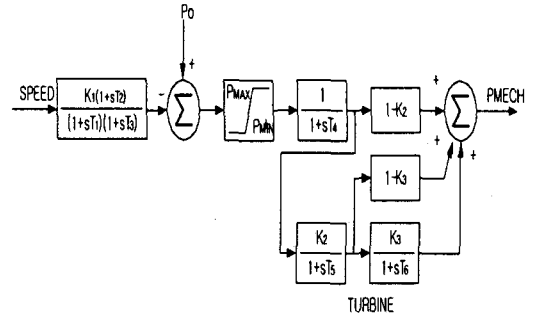 Po
SPEED
K1(1+sT2)
(1+sT1)(1+sT3)
-
+
Σ
PMAX
PMIN
1
1+sT4
1-K2
+
Σ
PMECH
+
+
1-K3
K2
1+sT5
K3
1+sT6
TURBINE